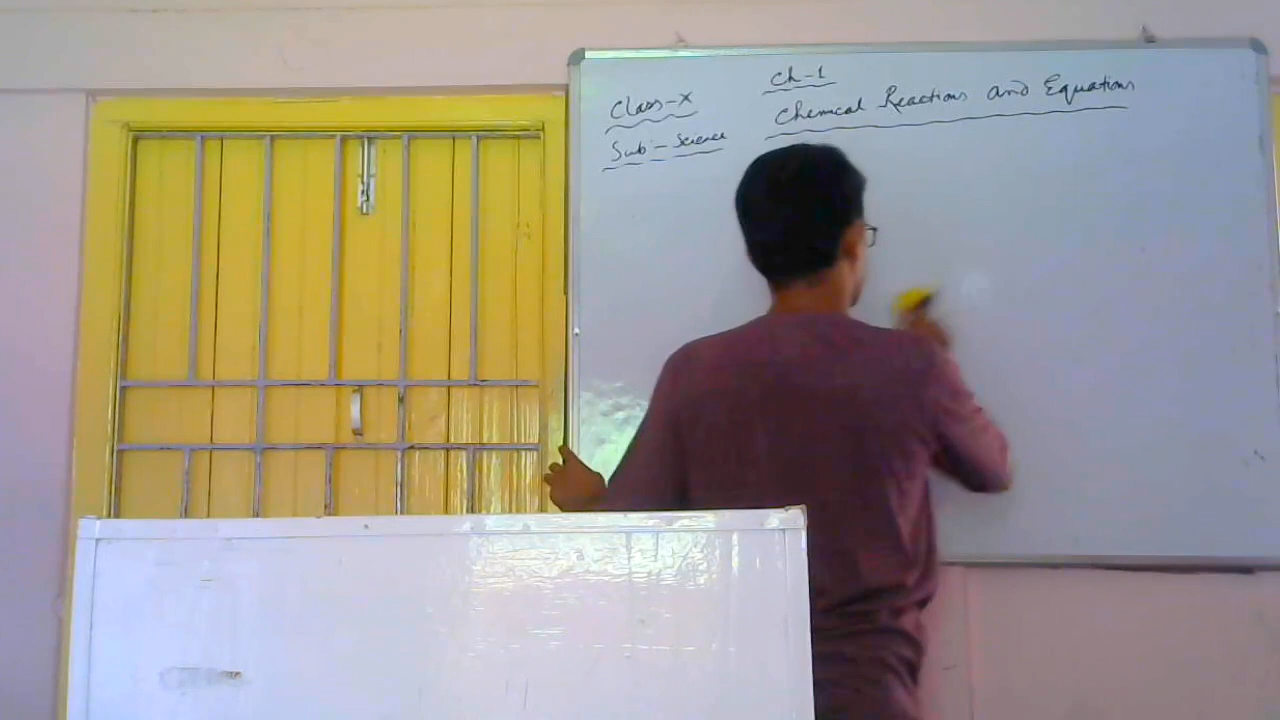 Class-X
Sub:- Science
Ch-1
Chemical Reactions and Equations